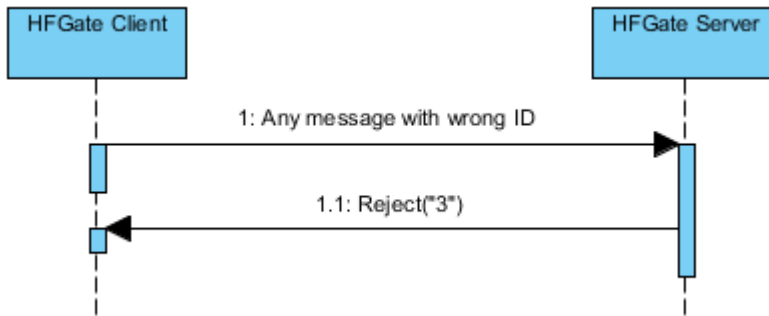 HFGate Client
HFGate Server
1: Any message with wrong ID
1.1: Reject("3")